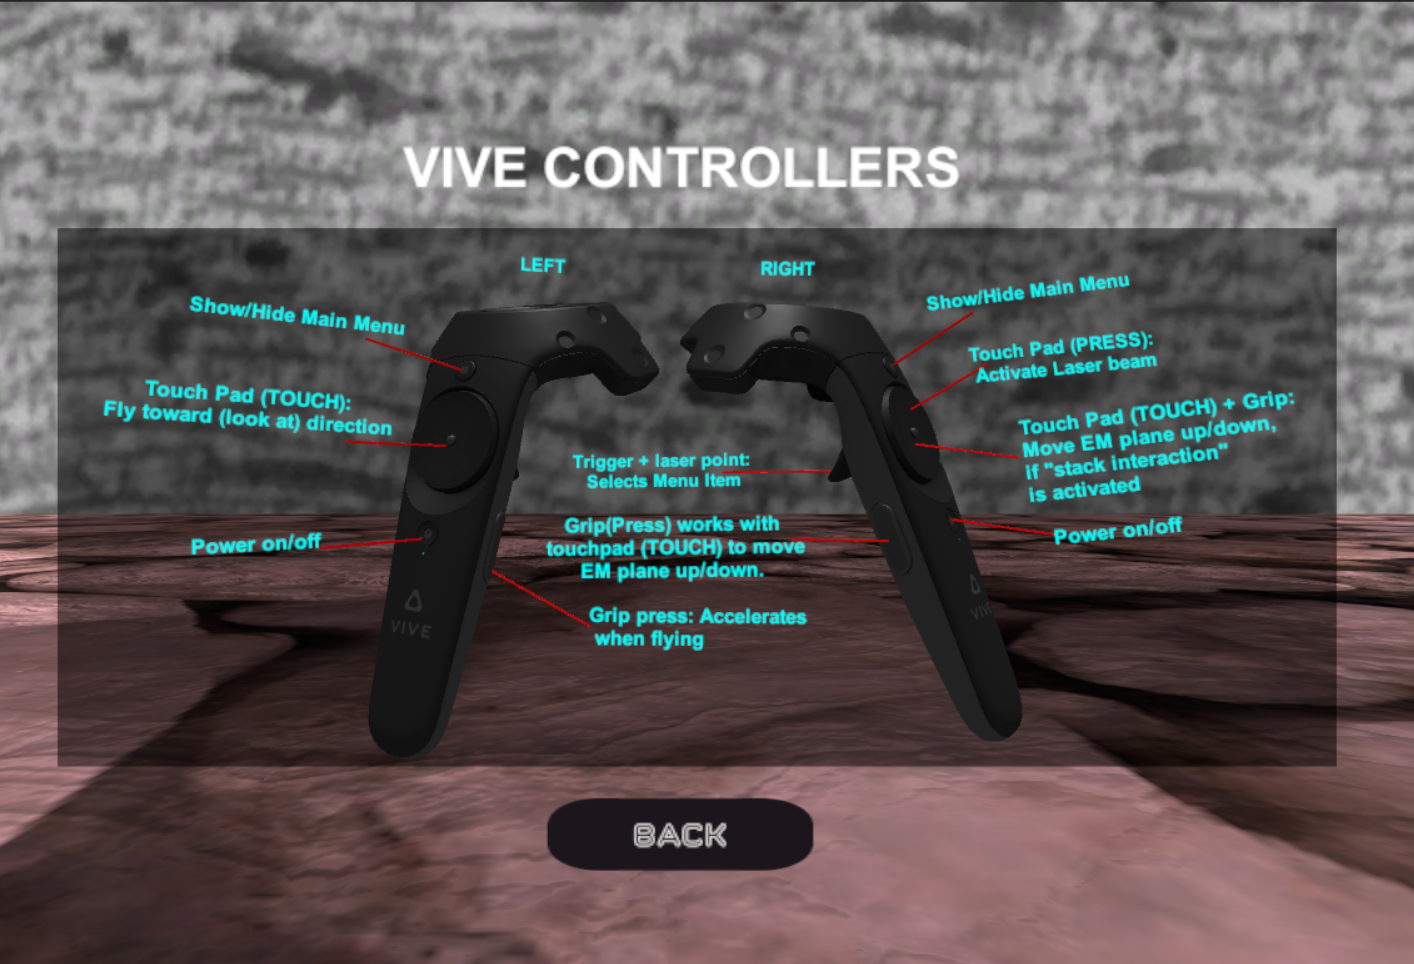 VIVE CONTROLLERS
LEFT
RIGHT
Show/Hide Main Menu
Touch Pad (TOUCH):
Fly toward (look at) direction
Power on/off
Show/Hide Main Menu
Touch Pad (PRESS):
Activate Laser beam
Touch Pad (TOUCH) + Grip:
Move EM plane up/down,
if "stack interaction"
is activated
Power on/off
Trigger + laser point:
Selects Menu Item
Grip(Press) works with
touchpad (TOUCH) to move
EM plane up/down.
Grip press: Accelerates
when flying
VIVE
VIVE
BACK